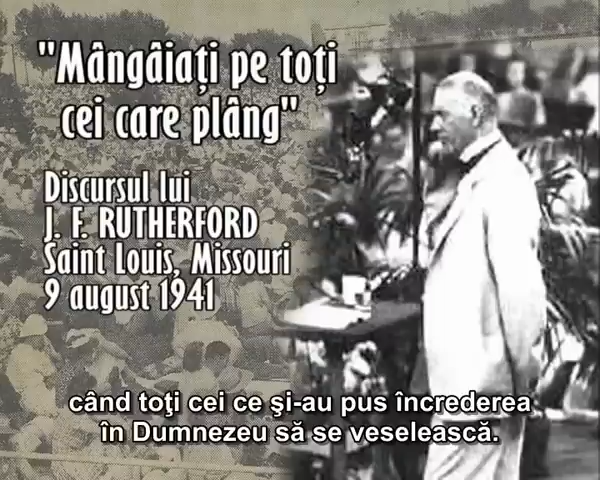 "Mângâiați pe toți
cei care plâng"
Discursul lui
J. F. RUTHERFORD
Saint Louis, Missouri
9 august 1941
când toţi cei ce şi-au pus încrederea
în Dumnezeu să se veselească.